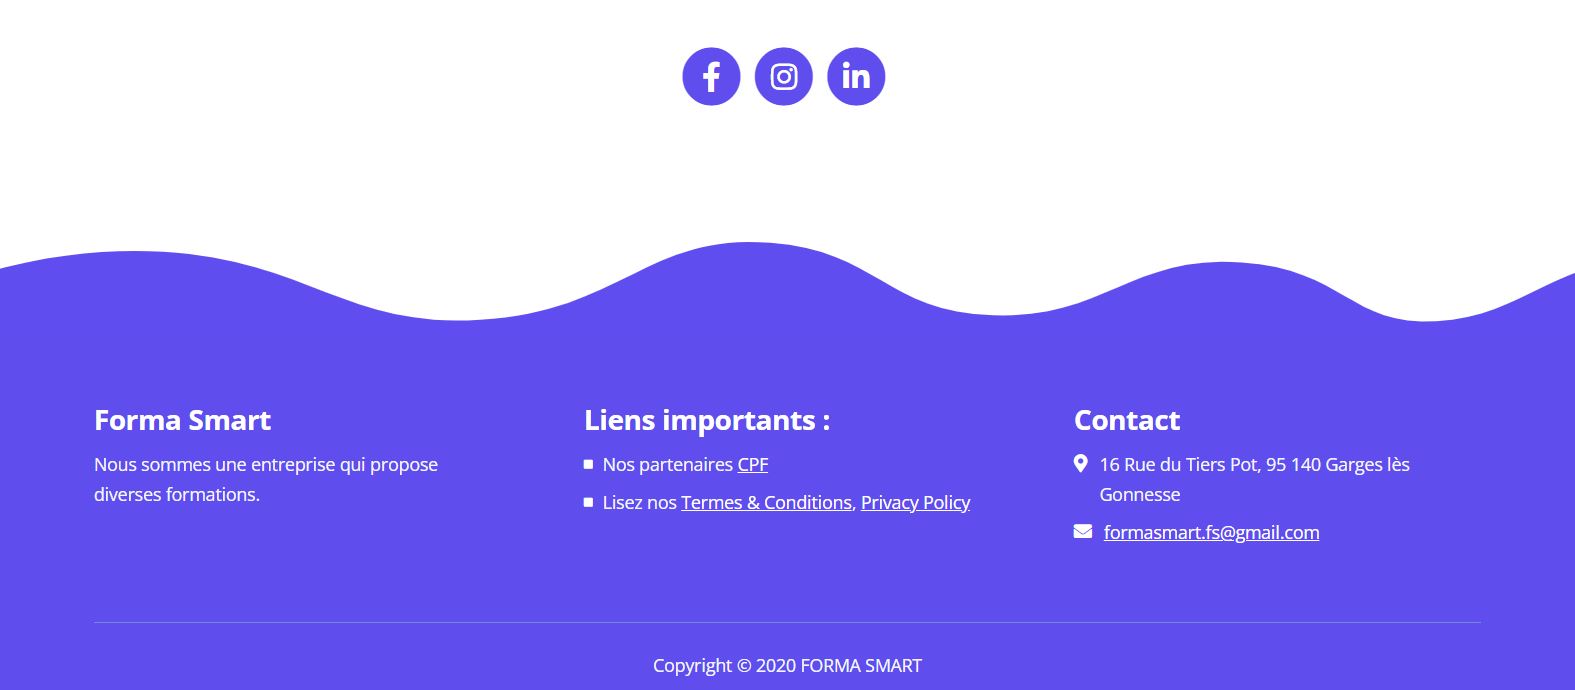 Forma Smart
Nous sommes une entreprise qui propose
diverses formations.
Liens importants :
Nos partenaires CPF
Lisez nos Termes & Conditions, Privacy Policy
Contact
16 Rue du Tiers Pot, 95 140 Garges lès
Gonnesse
formasmart.fs@gmail.com
Copyright © 2020 FORMA SMART